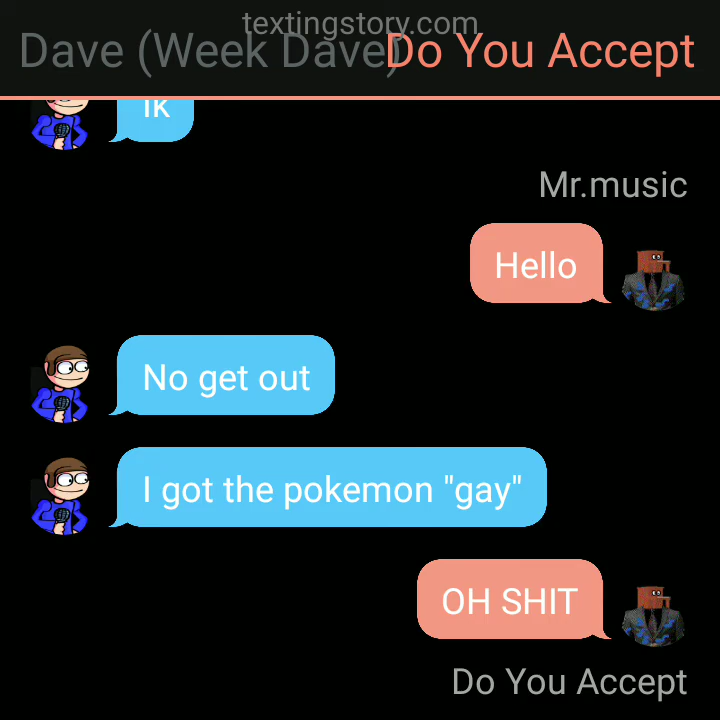 textingstory.com
Dave (Week Dave)
Do You Accept
Ik
Mr.music
Hello
No get out
I got the pokemon "gay"
OH SHIT
Do You Accept